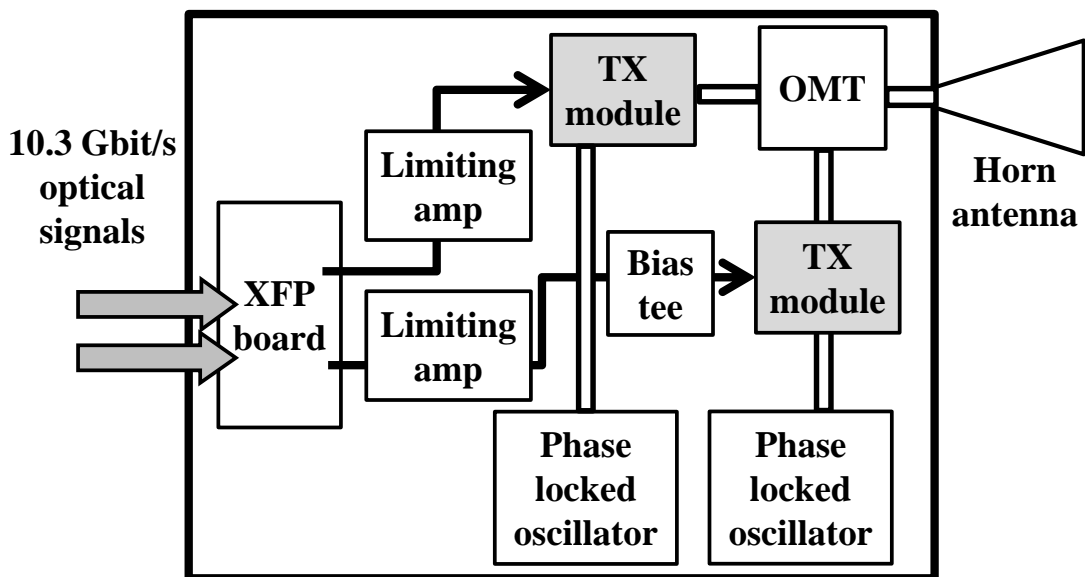 10.3 Gbit/s
optical
signals
XFP
board
Limiting
amp
Limiting
amp
TX
module
OMT
Horn
antenna
Bias
tee
TX
module
Phase
locked
oscillator
Phase
locked
oscillator